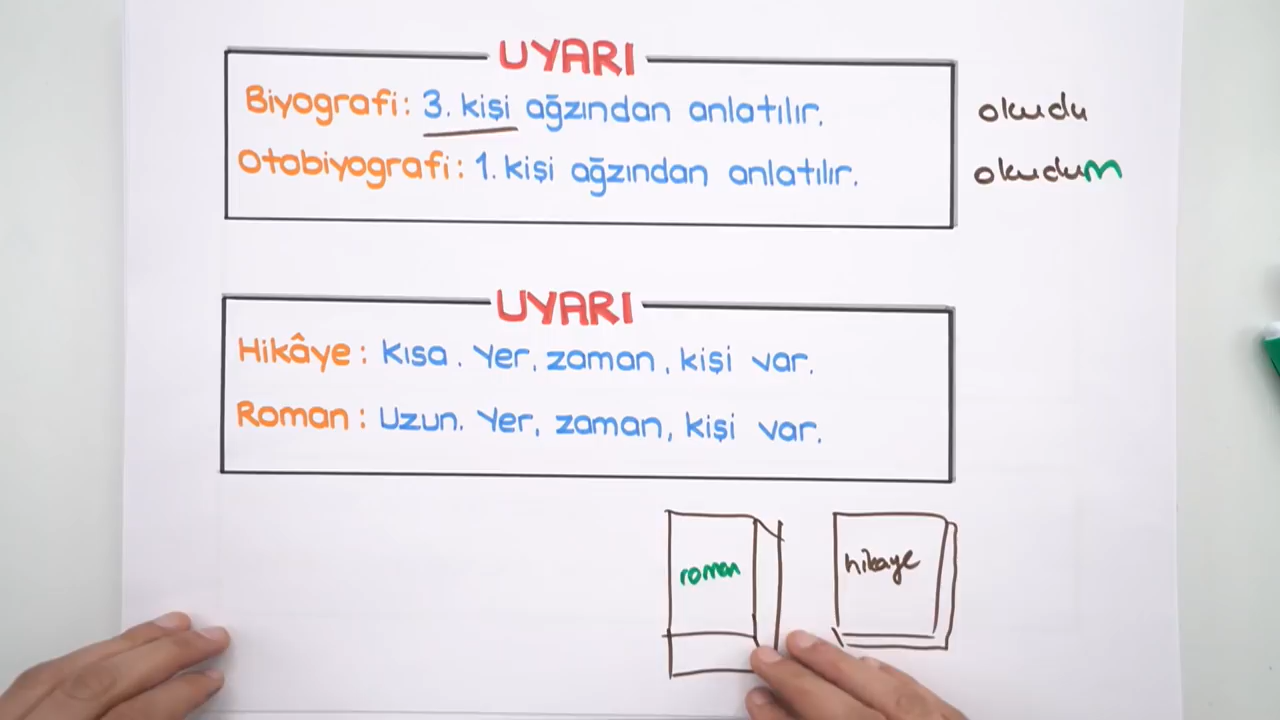 UYARI
Biyografi: 3. kişi ağzından anlatılır.
okudu
Otobiyografi: 1. kişi ağzından anlatılır.
okudum
UYARI
Hikâye: Kısa. Yer, zaman, kişi var.
Roman: Uzun. Yer, zaman, kişi var.
roman
hikaye